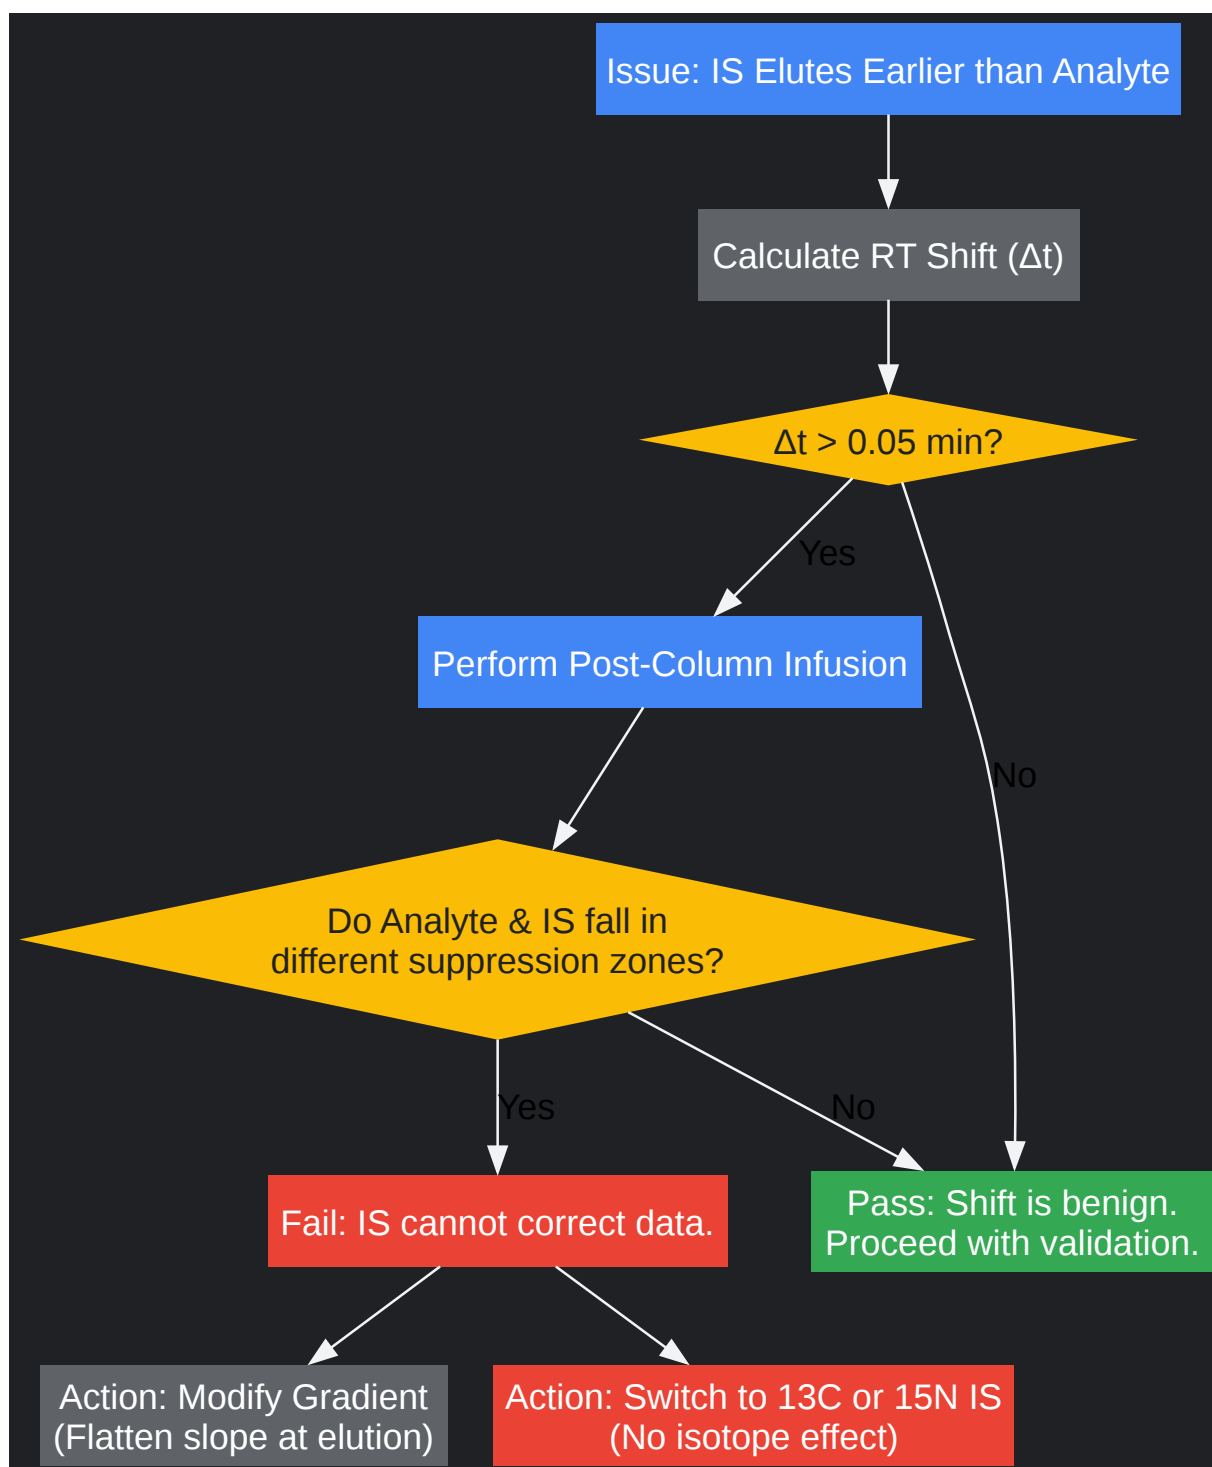 Issue: IS Elutes Earlier than Analyte
Calculate RT Shift (Δt)
Δt > 0.05 min?
Yes
Perform Post-Column Infusion
No
Do Analyte & IS fall in
different suppression zones?
Yes
No
Fail: IS cannot correct data.
Pass: Shift is benign.
Proceed with validation.
Action: Modify Gradient
(Flatten slope at elution)
Action: Switch to 13C or 15N IS
(No isotope effect)